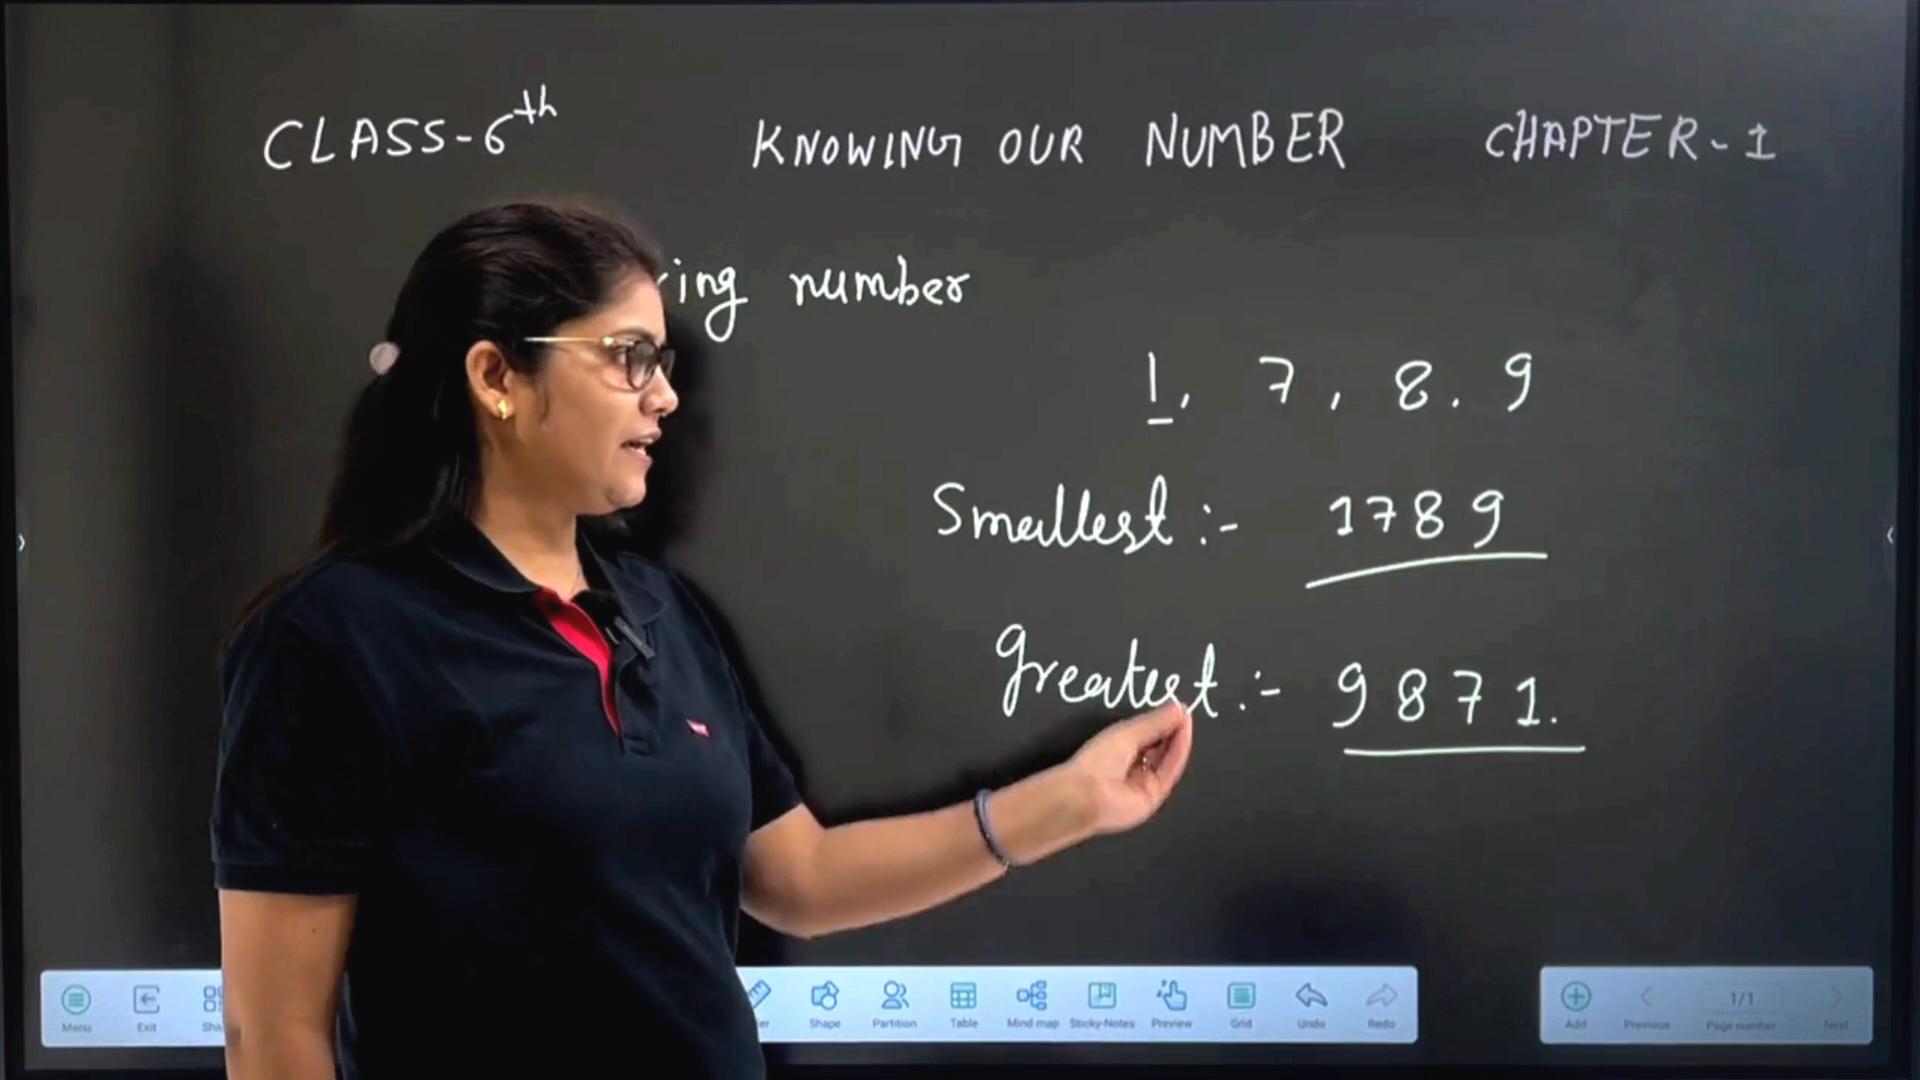 CLASS-6th KNOWING OUR NUMBER CHAPTER-1
ing number
1, 7, 8. 9
Smallest :- 1789
greatest :- 9871.
Menu Exit Shape Partition Table Mind map Sticky-Notes Preview Grid Undo Redo Add Previous 1/1 Page number Next